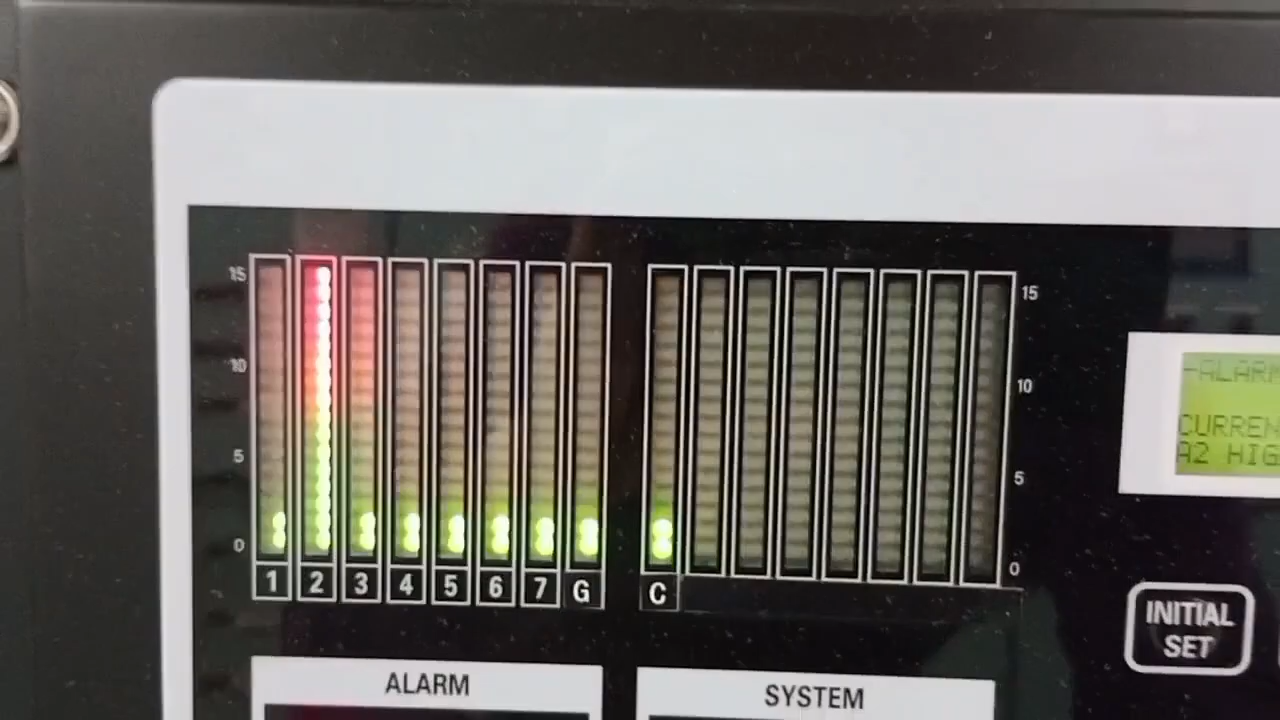 15
10
5
0
1 2 3 4 5 6 7 G
C
15
10
5
0
ALARM
SYSTEM
-ALARM
CURREN
A2 HIG
INITIAL
SET